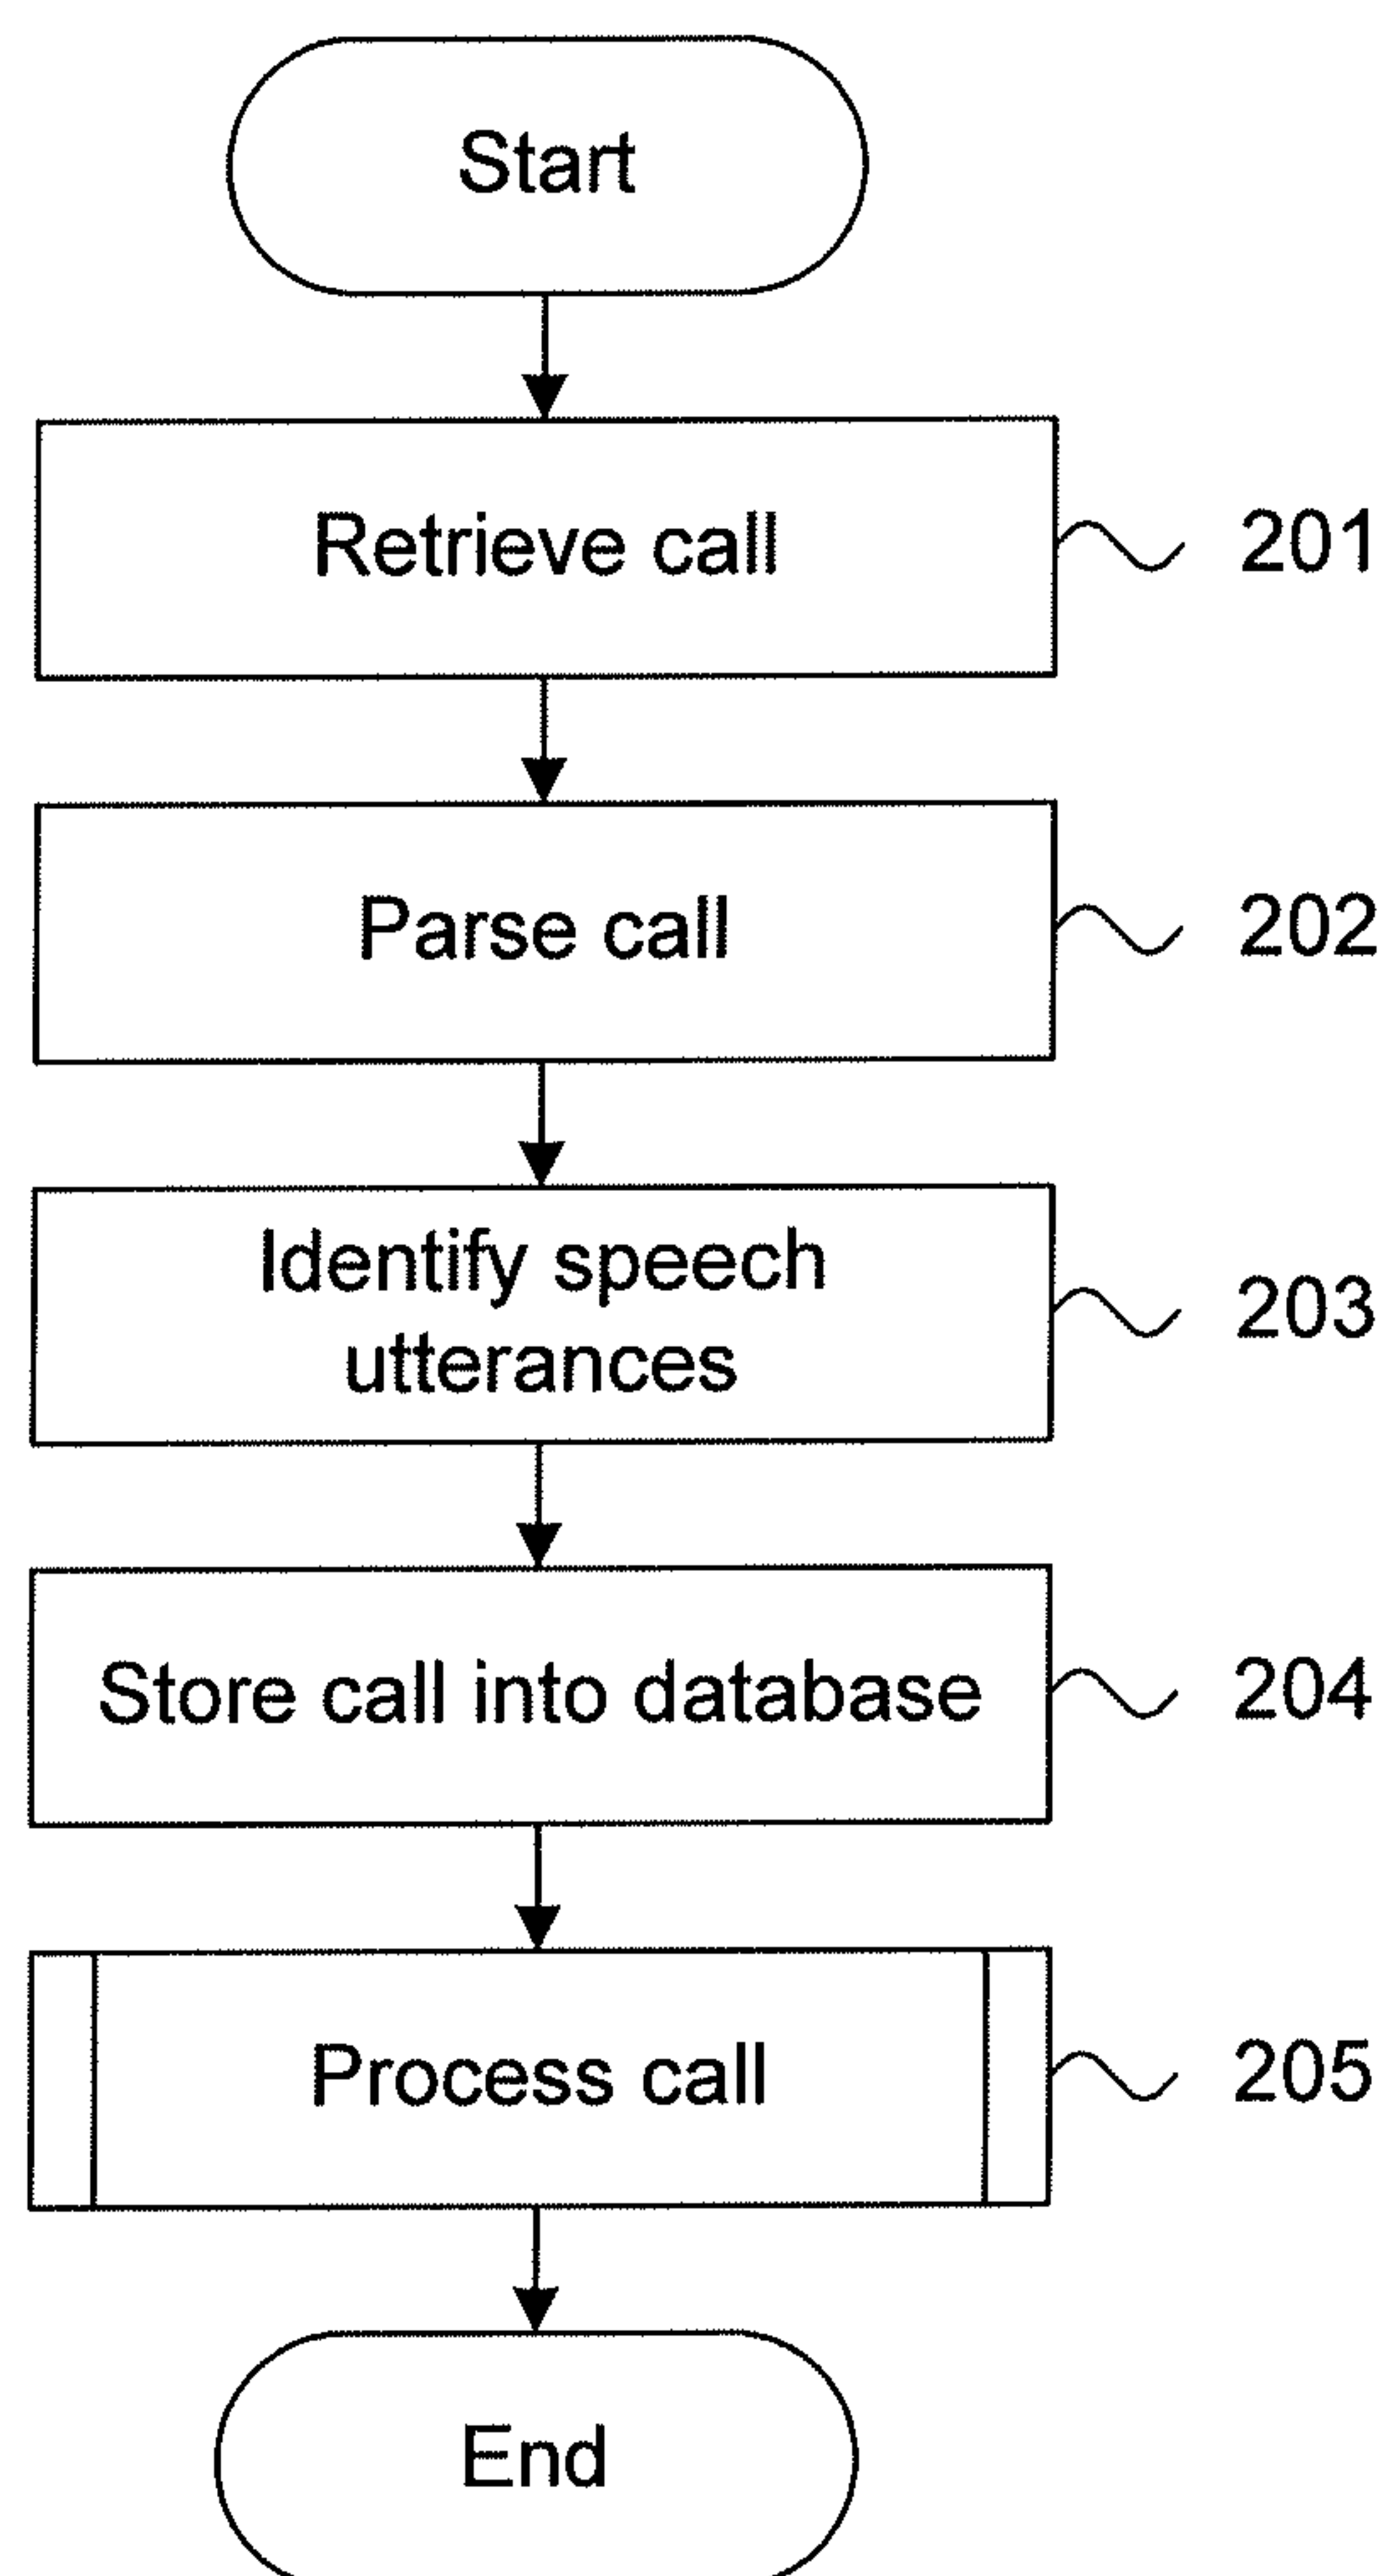 Start
Retrieve call
201
Parse call
202
Identify speech
utterances
203
Store call into database
204
Process call
205
End